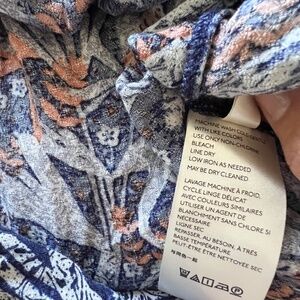 MACHINE WASH COLD GENTLE
WITH LIKE COLORS
USE ONLY NON-CHLORINE
BLEACH
LINE DRY
LOW IRON AS NEEDED
MAY BE DRY CLEANED
LAVAGE MACHINE À FROID,
CYCLE LINGE DÉLICAT
AVEC COULEURS SIMILAIRES
UTILISER UN AGENT DE
BLANCHIMENT SANS CHLORE SI
LIGNE SEC
REPASSER, AU BESOIN, À TRÈS
BASSE TEMPÉRATURE
PEUT-ÊTRE ÊTRE NETTOYÉE SEC